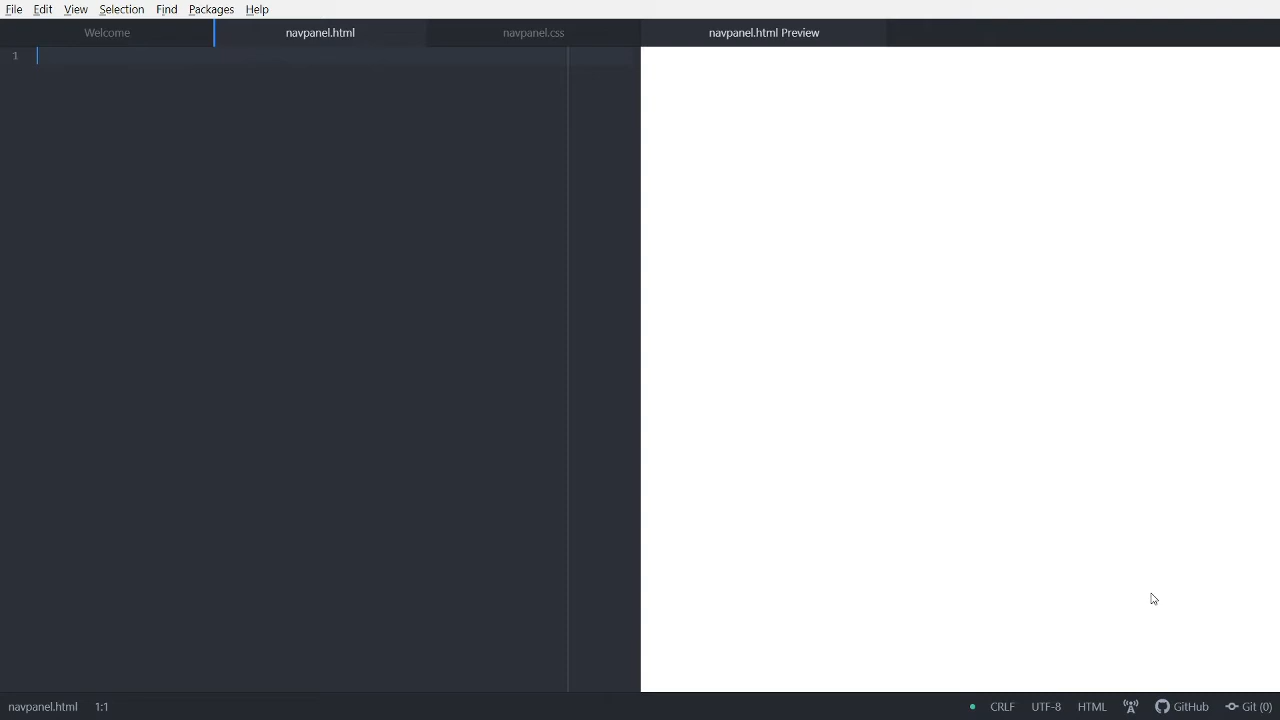 File Edit View Selection Find Packages Help
Welcome navpanel.html navpanel.css navpanel.html Preview
1
navpanel.html 1:1 CRLF UTF-8 HTML GitHub Git (0)